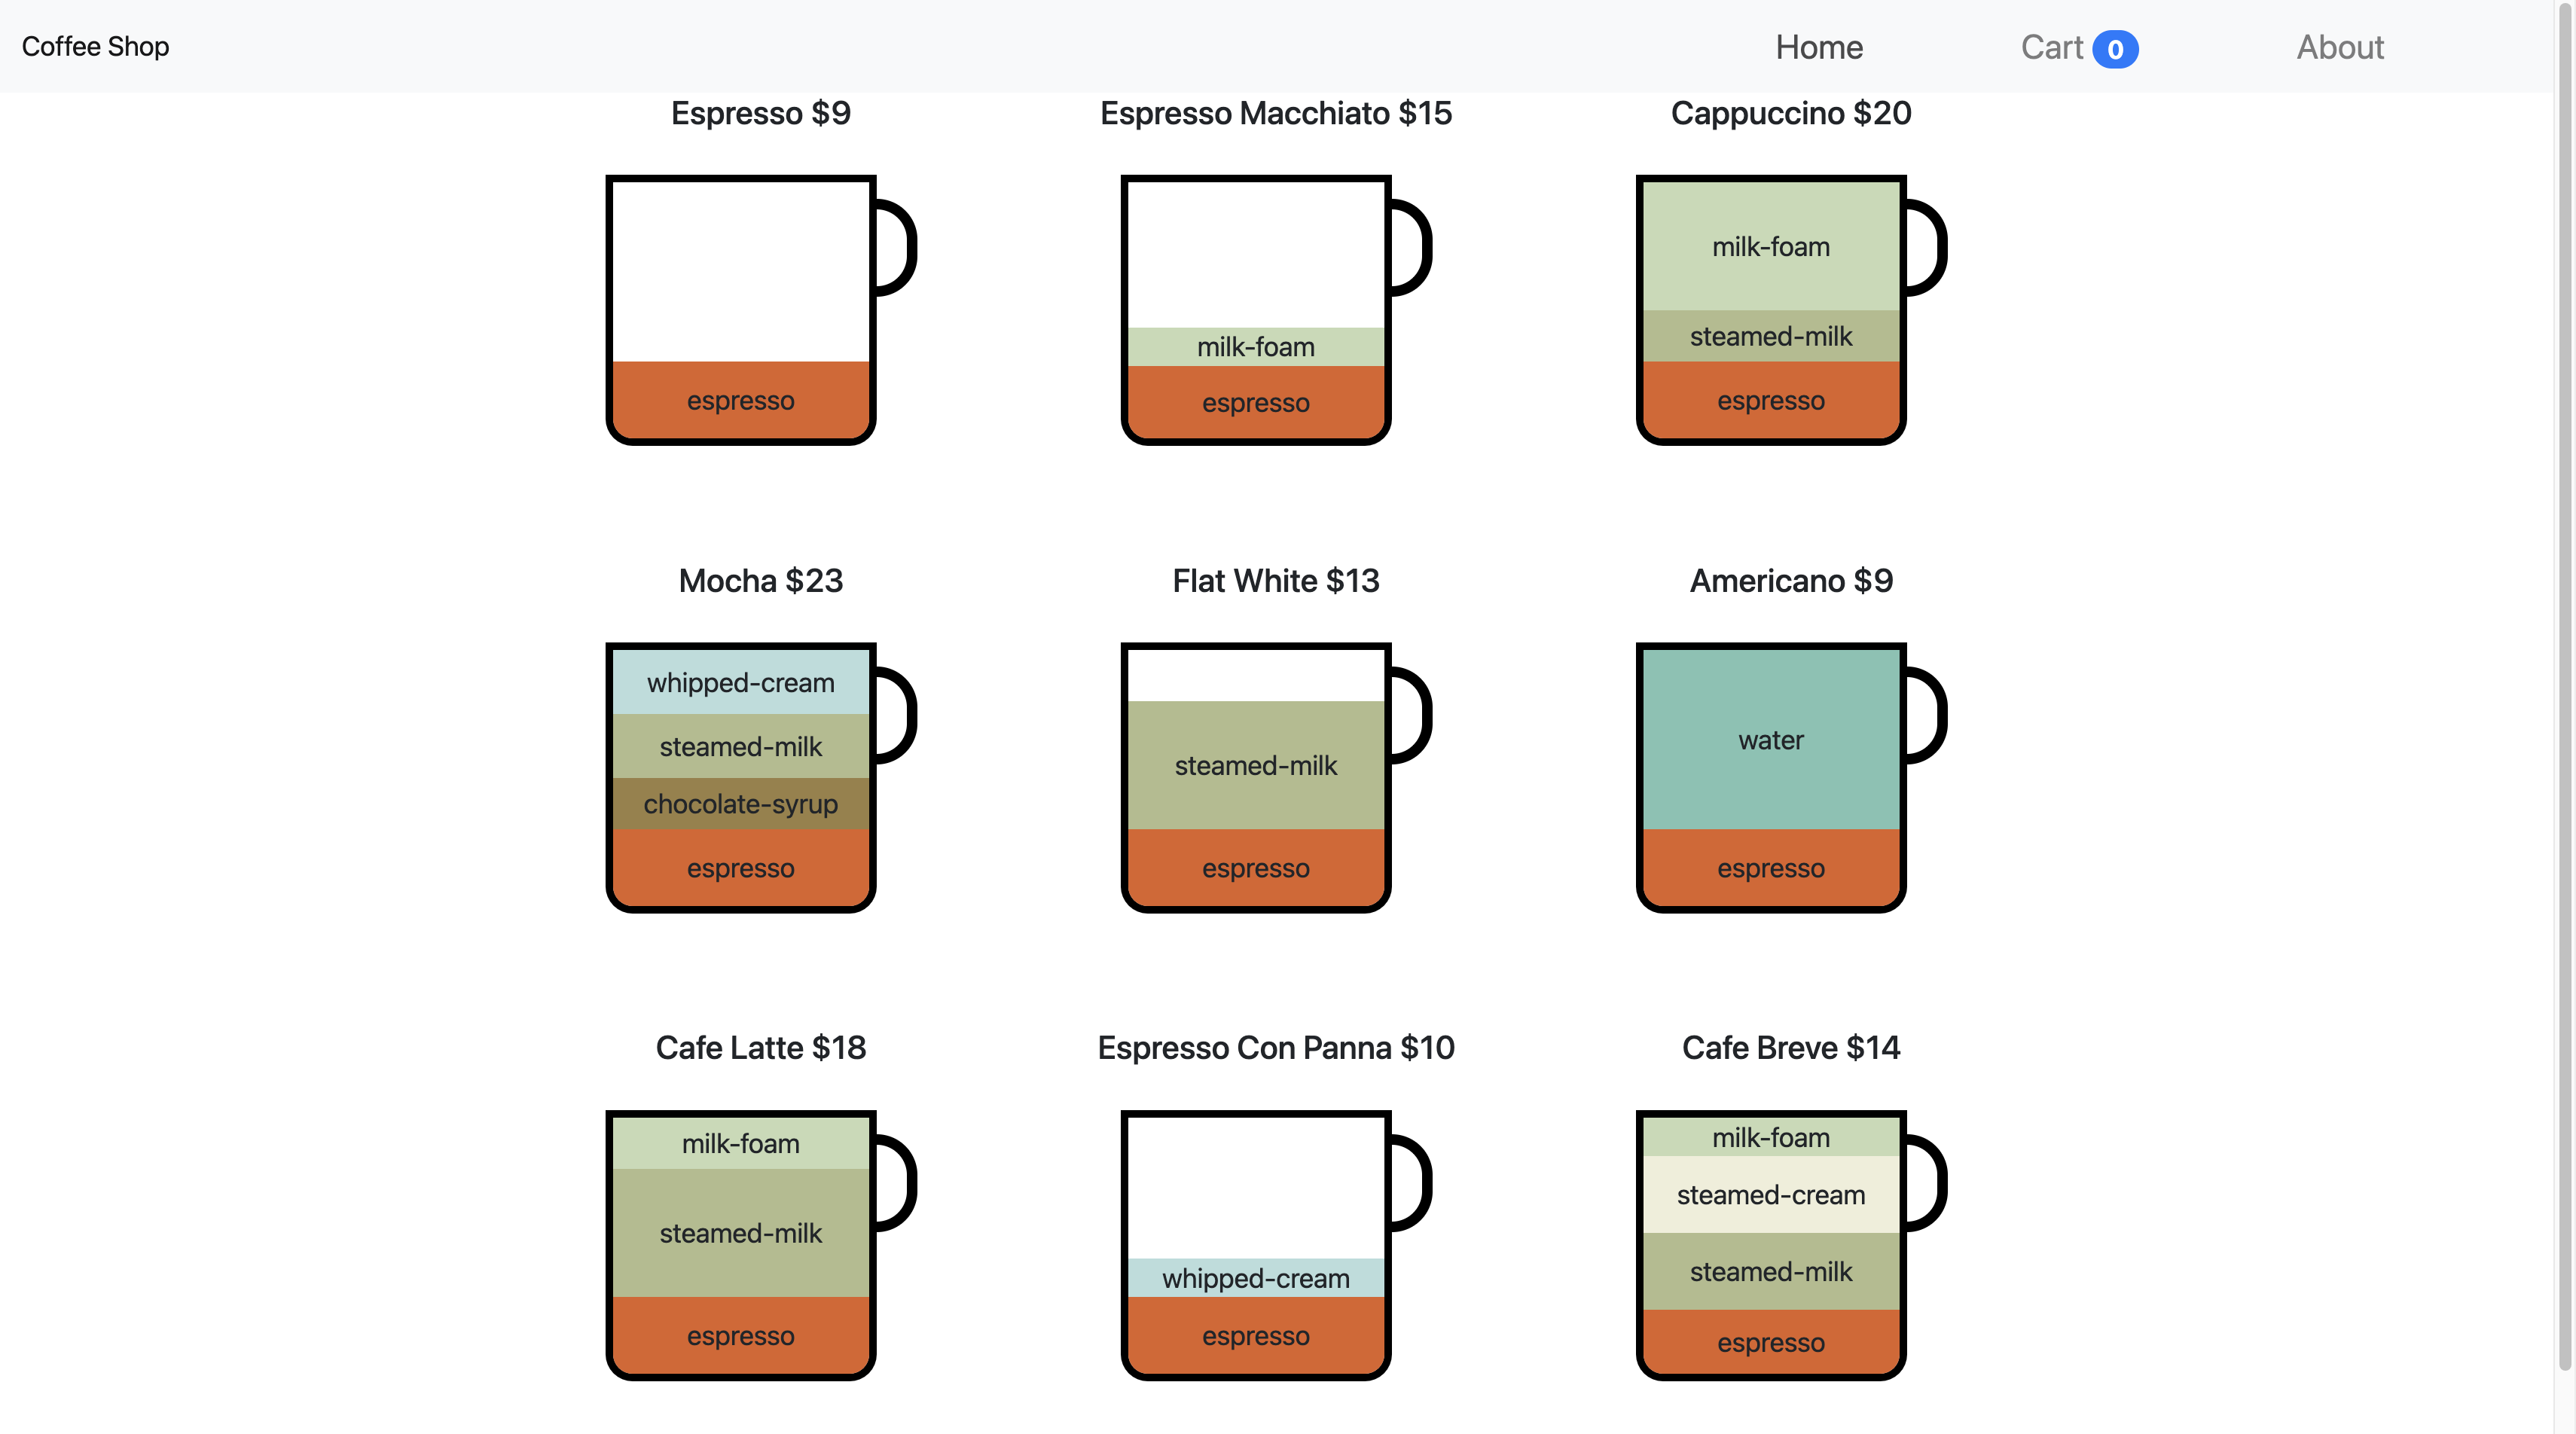 Coffee Shop
Home
Cart 0
About
Espresso $9
Espresso Macchiato $15
Cappuccino $20
espresso
milk-foam
espresso
milk-foam
steamed-milk
espresso
Mocha $23
Flat White $13
Americano $9
whipped-cream
steamed-milk
chocolate-syrup
espresso
steamed-milk
espresso
water
espresso
Cafe Latte $18
Espresso Con Panna $10
Cafe Breve $14
milk-foam
steamed-milk
espresso
whipped-cream
espresso
milk-foam
steamed-cream
steamed-milk
espresso